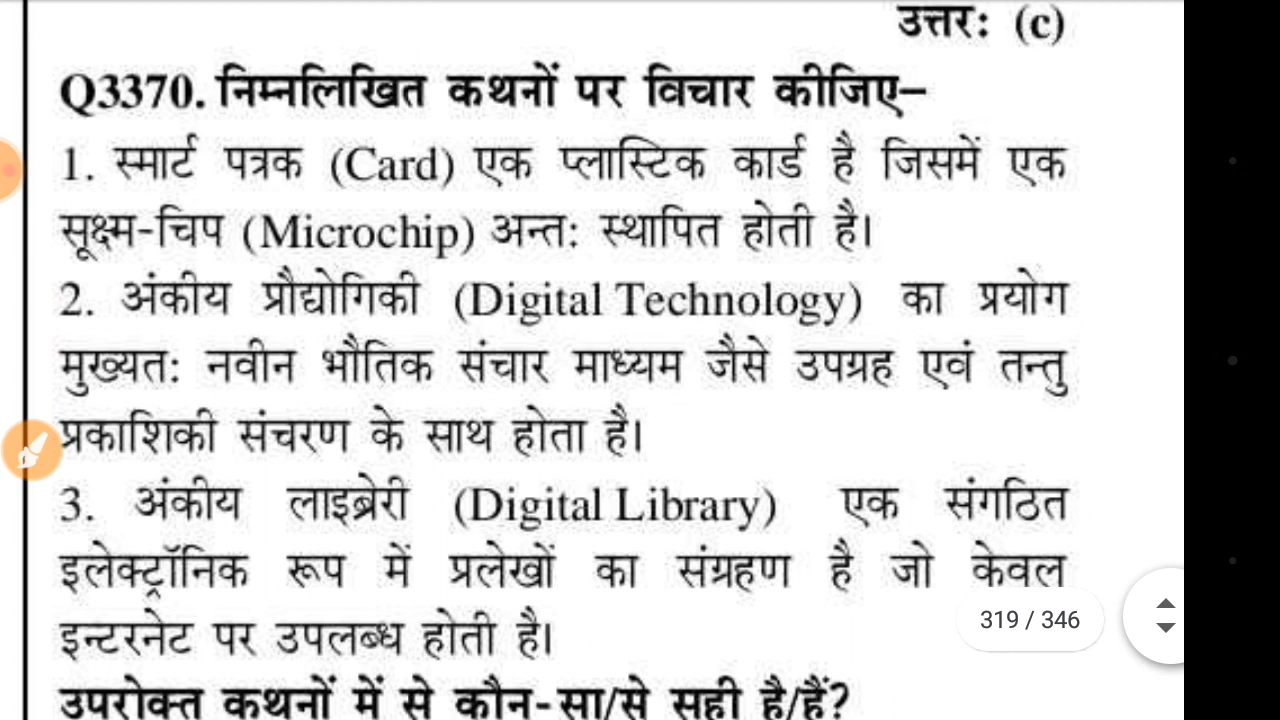 उत्तर: (c)
Q3370. निम्नलिखित कथनों पर विचार कीजिए–
1. स्मार्ट पत्रक (Card) एक प्लास्टिक कार्ड है जिसमें एक
सूक्ष्म-चिप (Microchip) अन्त: स्थापित होती है।
2. अंकीय प्रौद्योगिकी (Digital Technology) का प्रयोग
मुख्यत: नवीन भौतिक संचार माध्यम जैसे उपग्रह एवं तन्तु
प्रकाशिकी संचरण के साथ होता है।
3. अंकीय लाइब्रेरी (Digital Library) एक संगठित
इलेक्ट्रॉनिक रूप में प्रलेखों का संग्रहण है जो केवल
इन्टरनेट पर उपलब्ध होती है।
319 / 346
उपरोक्त कथनों में से कौन-सा/से सही है/हैं?